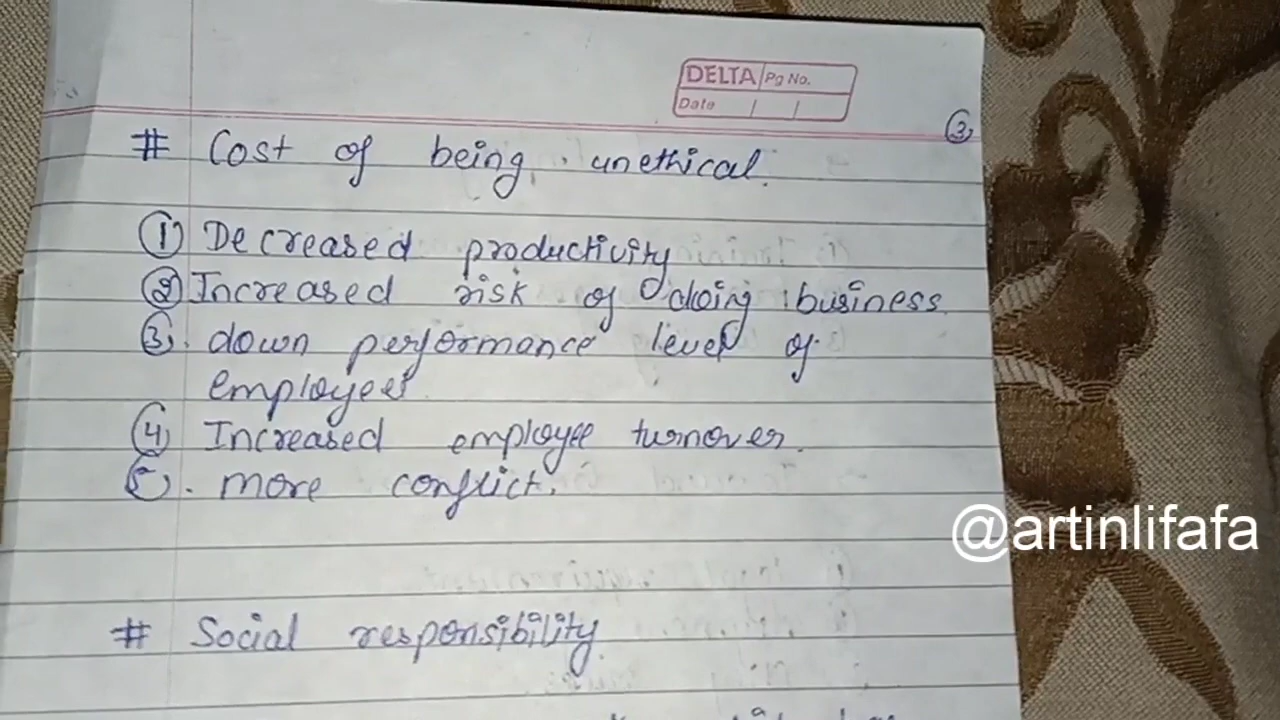 DELTA Pg No.
Date / /
3
# Cost of being unethical.
① Decreased productivity
② Increased risk of doing business.
③. down performance level of
employees.
④ Increased employee turnover.
⑤. more conflict.
@artinlifafa
# Social responsibility.